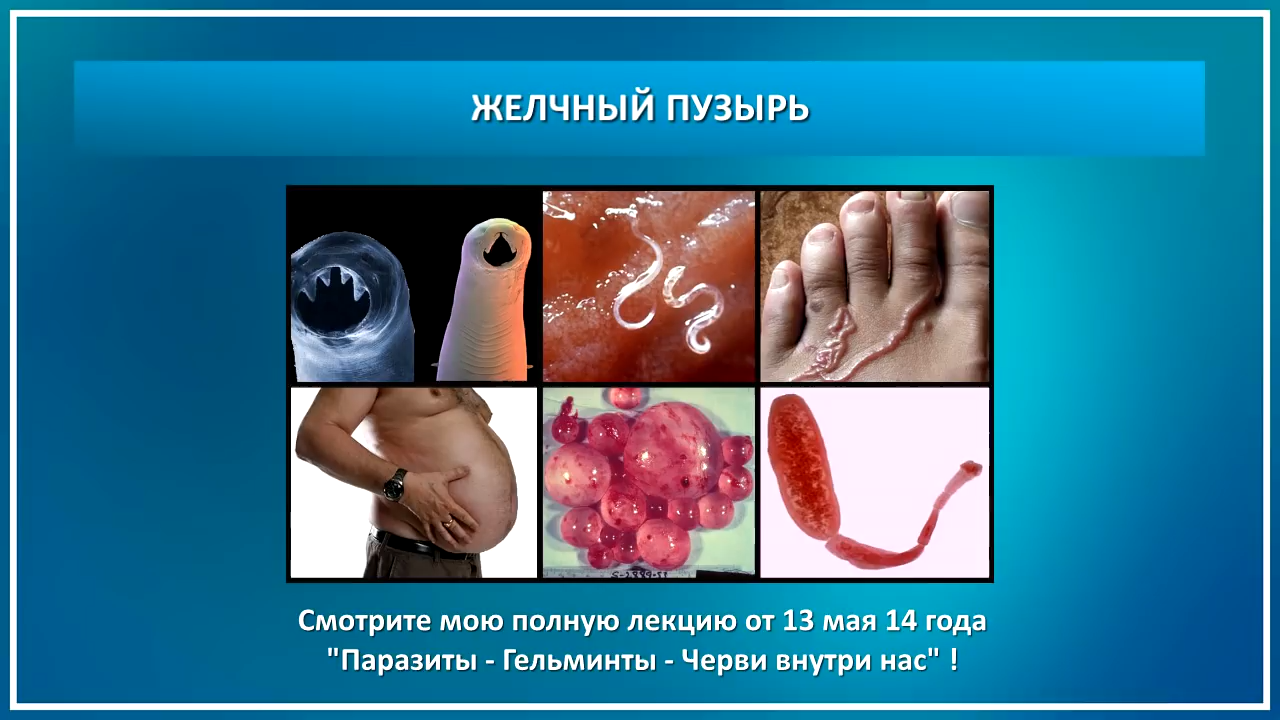 ЖЕЛЧНЫЙ ПУЗЫРЬ
Смотрите мою полную лекцию от 13 мая 14 года
"Паразиты - Гельминты - Черви внутри нас" !